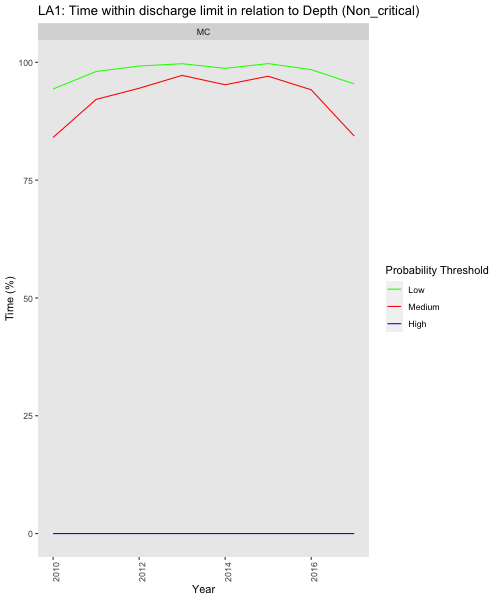 LA1: Time within discharge limit in relation to Depth (Non_critical)
MC
100
75
50
25
0
Time (%)
2010
2012
2014
2016
Year
Probability Threshold
Low
Medium
High